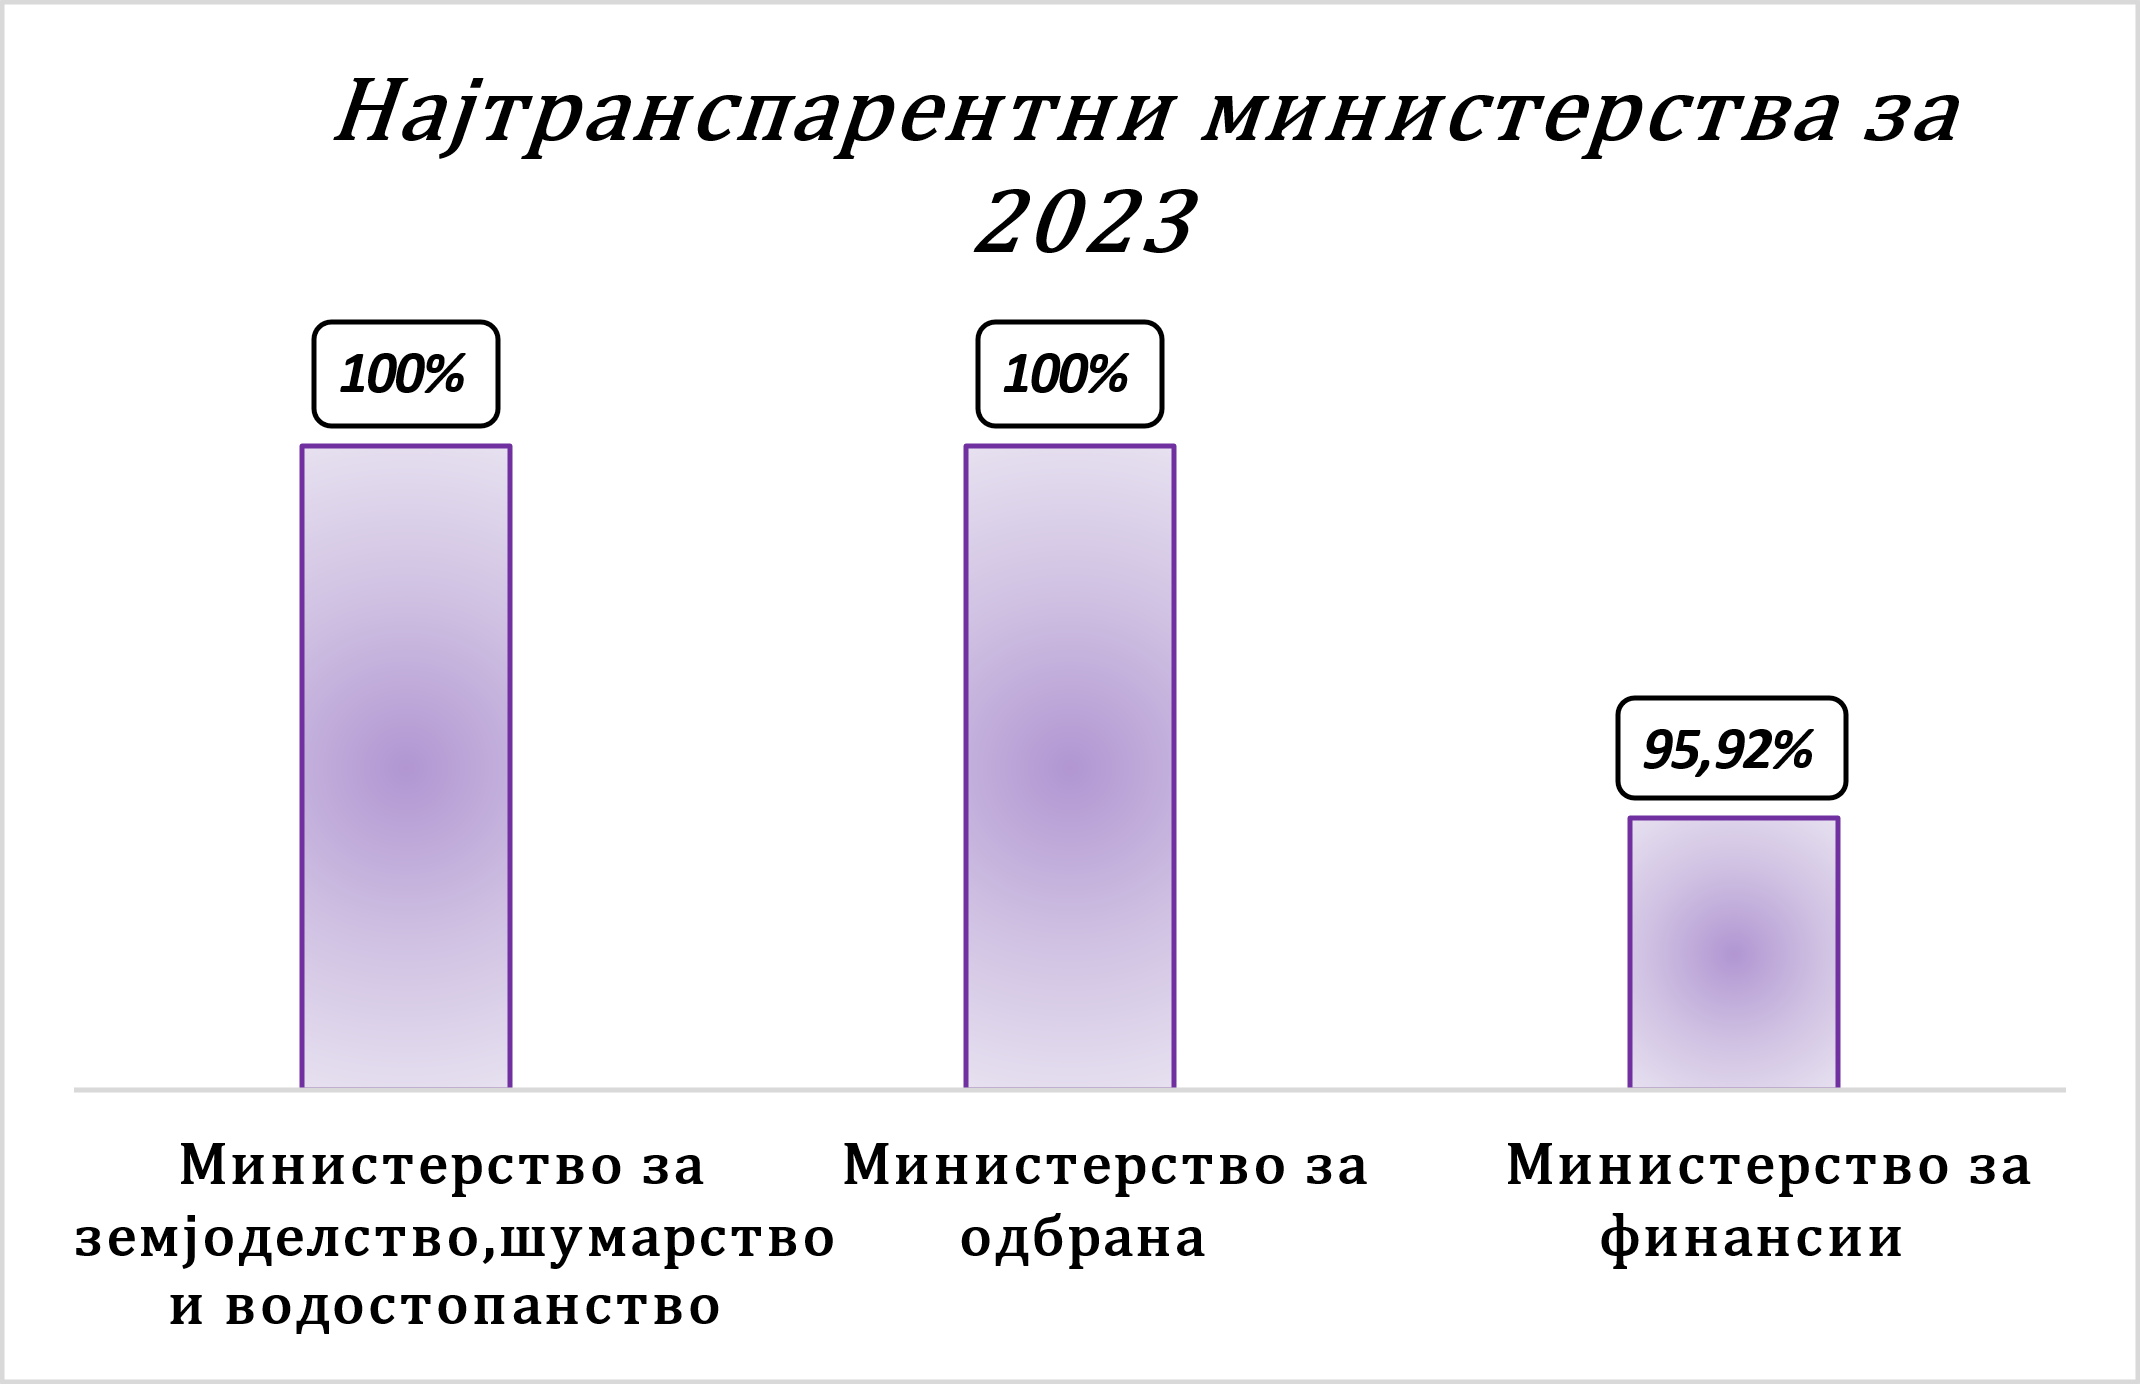 Најтранспарентни министерства за
2023
100%
100%
95,92%
Министерство за
земјоделство,шумарство
и водостопанство
Министерство за
одбрана
Министерство за
финансии